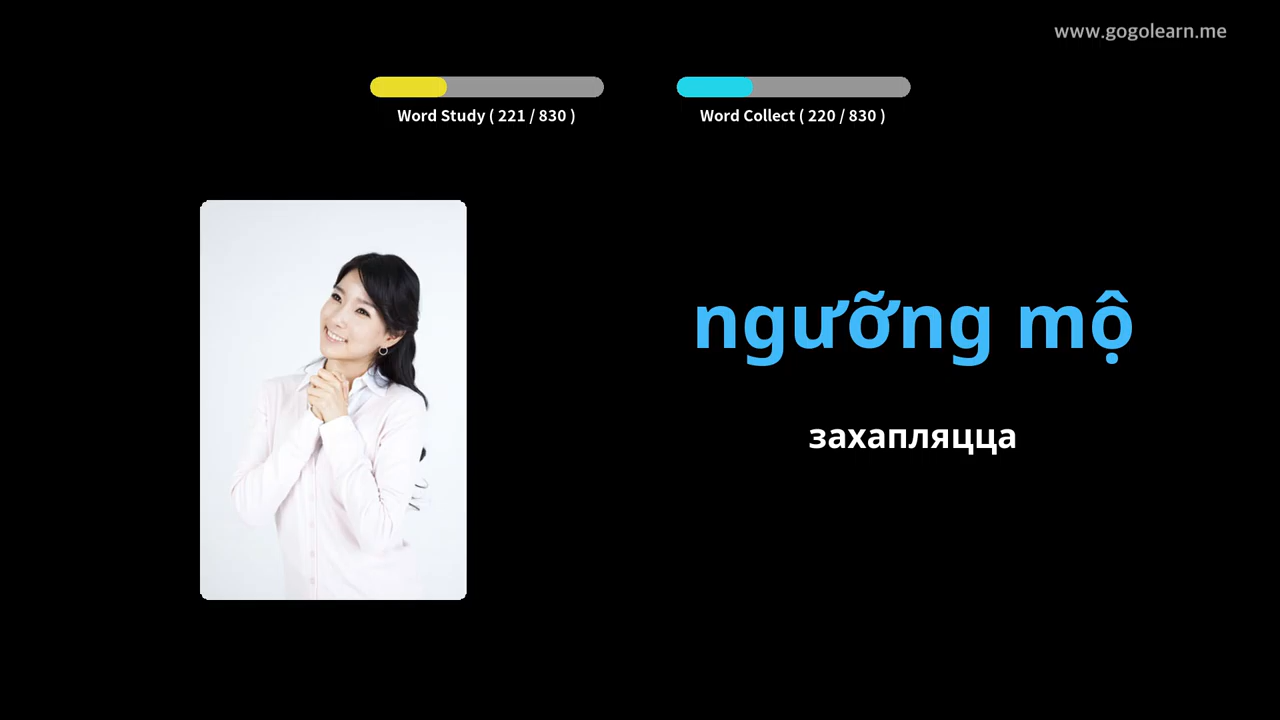 www.gogolearn.me
Word Study ( 221 / 830 )
Word Collect ( 220 / 830 )
ngưỡng mộ
захапляцца